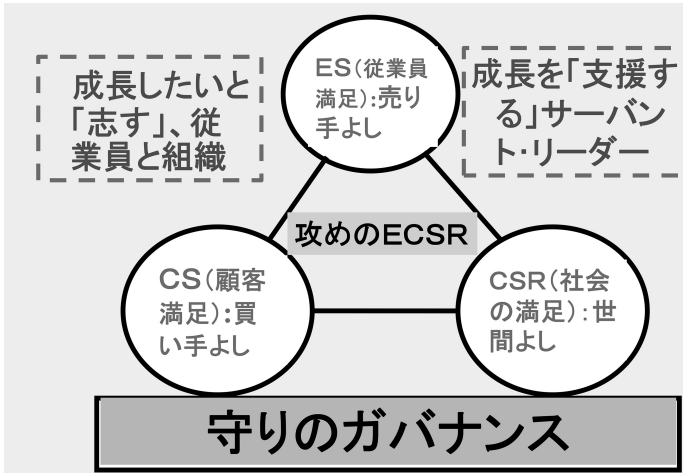 成長したいと
「志す」、従
業員と組織
ES(従業員
満足):売り
手よし
成長を「支援す
る」サーバン
ト・リーダー
攻めのECSR
CS(顧客
満足):買
い手よし
CSR(社会
の満足):世
間よし
守りのガバナンス